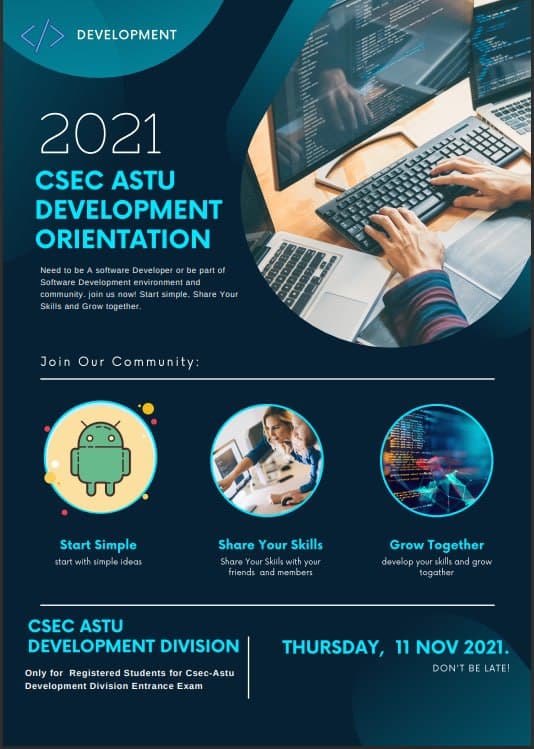 </> DEVELOPMENT
2021
CSEC ASTU
DEVELOPMENT
ORIENTATION
Need to be A software Developer or be part of
Software Development environment and
community. join us now! Start simple. Share Your
Skills and Grow together.
Join Our Community:
Start Simple
start with simple ideas
Share Your Skills
Share Your Skiils with your
friends and members
Grow Together
develop your skills and grow
togather
CSEC ASTU
DEVELOPMENT DIVISION
Only for Registered Students for Csec-Astu
Development Division Entrance Exam
THURSDAY, 11 NOV 2021.
DON'T BE LATE!